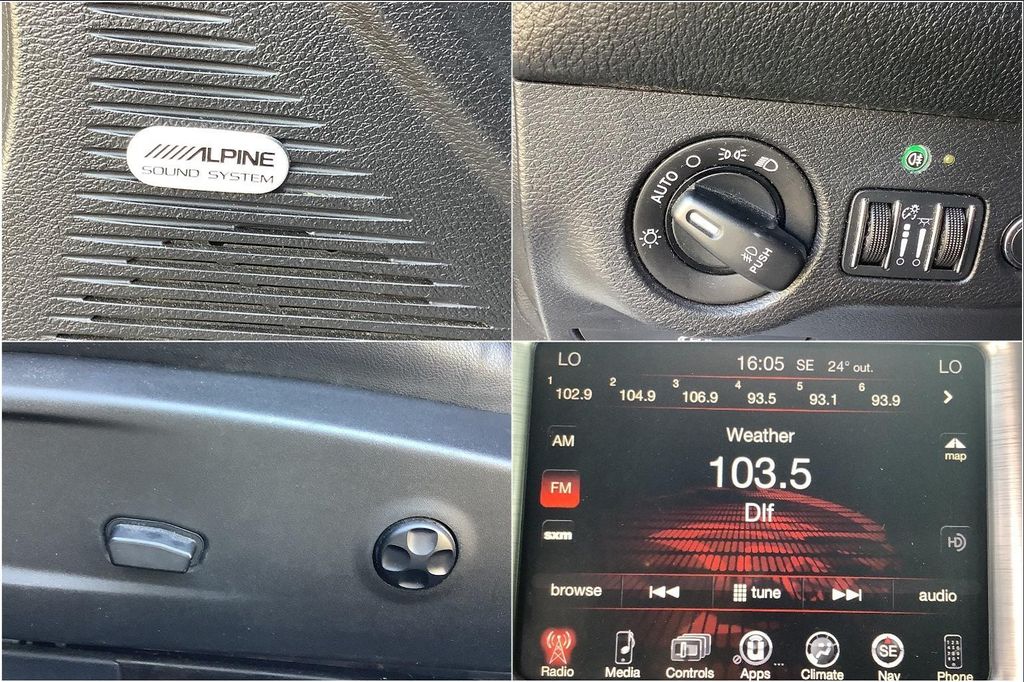 ALPINE
SOUND SYSTEM
AUTO
PUSH
LO
16:05 SE 24° out.
LO
1 102.9 2 104.9 3 106.9 4 93.5 5 93.1 6 93.9
AM
Weather
map
FM
103.5
sxm
Dlf
HD
browse
tune
audio
Radio
Media
Controls
Apps
Climate
SE
Nav
Phone